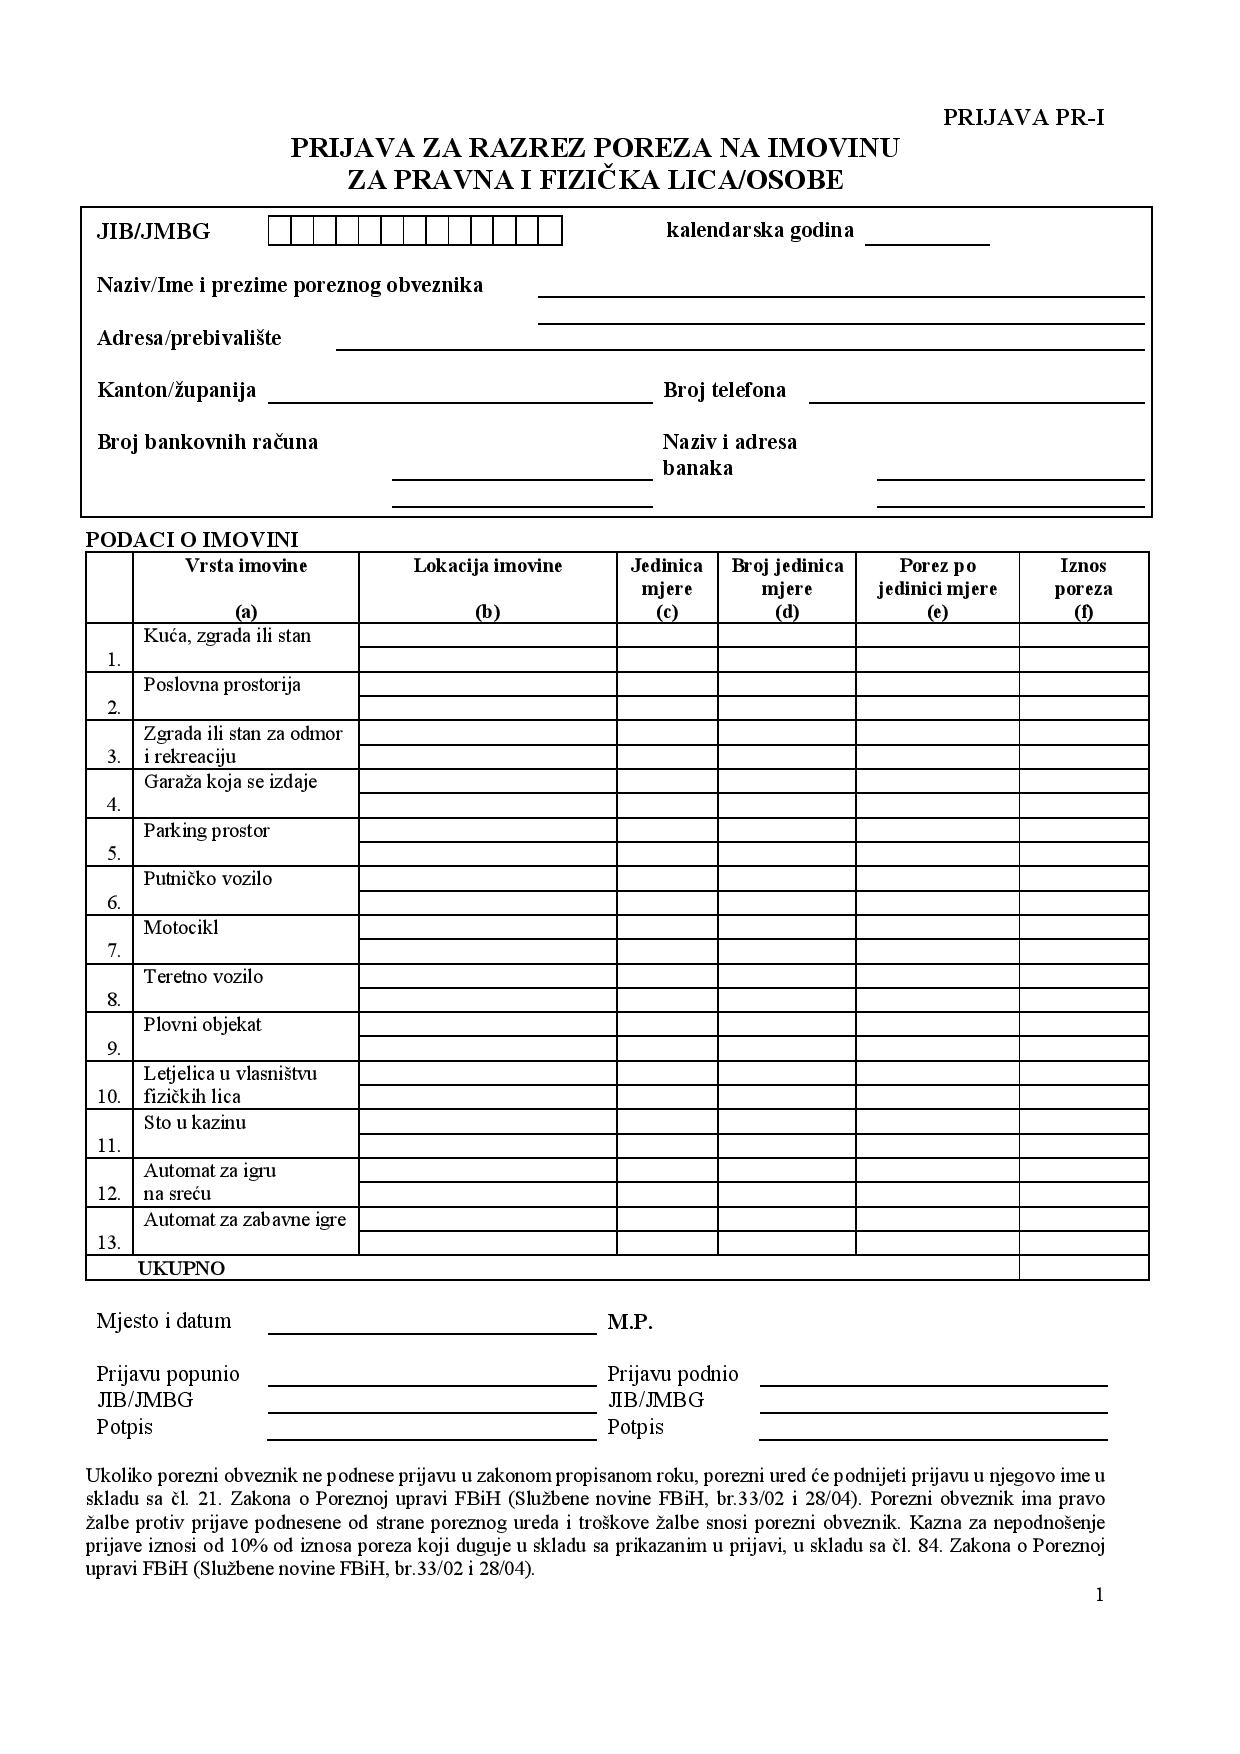 PRIJAVA PR-I
PRIJAVA ZA RAZREZ POREZA NA IMOVINU
ZA PRAVNA I FIZIČKA LICA/OSOBE
JIB/JMBG kalendarska godina
Naziv/Ime i prezime poreznog obveznika
Adresa/prebivalište
Kanton/županija Broj telefona
Broj bankovnih računa Naziv i adresa
banaka
PODACI O IMOVINI
Vrsta imovine Lokacija imovine Jedinica Broj jedinica Porez po Iznos
mjere mjere jedinici mjere poreza
(a) (b) (c) (d) (e) (f)
Kuća, zgrada ili stan
1.
Poslovna prostorija
2.
Zgrada ili stan za odmor
3. i rekreaciju
Garaža koja se izdaje
4.
Parking prostor
5.
Putničko vozilo
6.
Motocikl
7.
Teretno vozilo
8.
Plovni objekat
9.
Letjelica u vlasništvu
10. fizičkih lica
Sto u kazinu
11.
Automat za igru
12. na sreću
Automat za zabavne igre
13.
UKUPNO
Mjesto i datum M.P.
Prijavu popunio Prijavu podnio
JIB/JMBG JIB/JMBG
Potpis Potpis
Ukoliko porezni obveznik ne podnese prijavu u zakonom propisanom roku, porezni ured će podnijeti prijavu u njegovo ime u
skladu sa čl. 21. Zakona o Poreznoj upravi FBiH (Službene novine FBiH, br.33/02 i 28/04). Porezni obveznik ima pravo
žalbe protiv prijave podnesene od strane poreznog ureda i troškove žalbe snosi porezni obveznik. Kazna za nepodnošenje
prijave iznosi od 10% od iznosa poreza koji duguje u skladu sa prikazanim u prijavi, u skladu sa čl. 84. Zakona o Poreznoj
upravi FBiH (Službene novine FBiH, br.33/02 i 28/04).
1